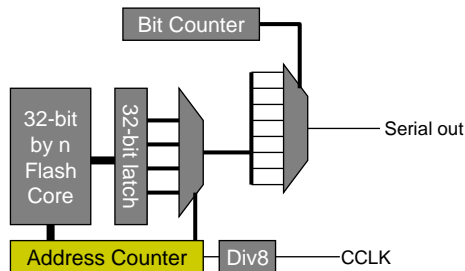 Bit Counter
32-bit
by n
Flash
Core
32-bit latch
Serial out
Address Counter
Div8
CCLK